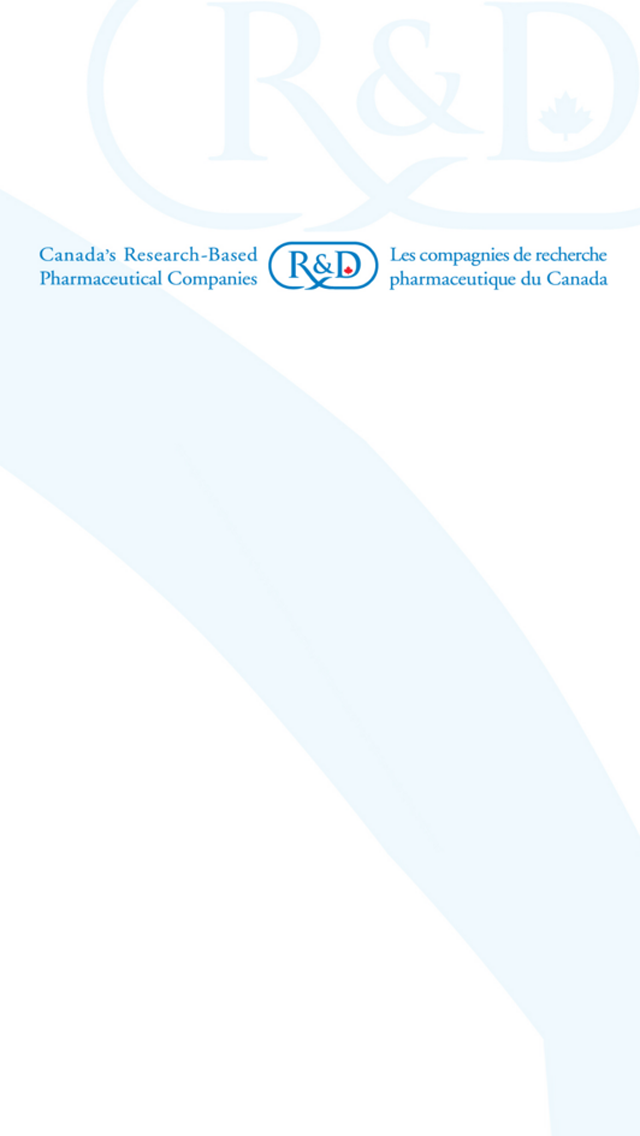 R&D
Canada's Research-Based
Pharmaceutical Companies
R&D
Les compagnies de recherche
pharmaceutique du Canada